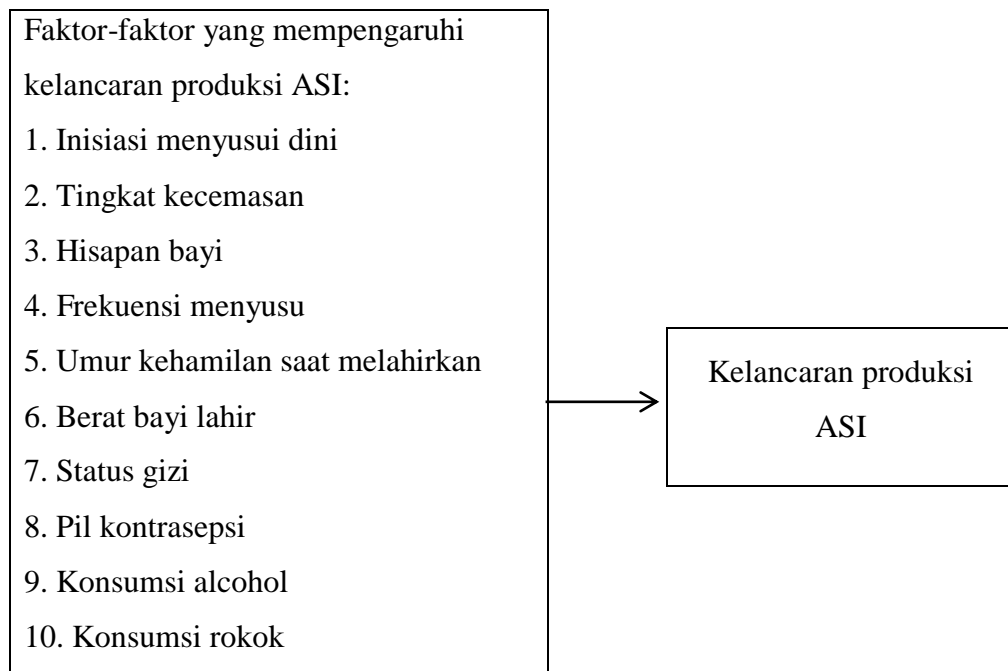 Faktor-faktor yang mempengaruhi
kelancaran produksi ASI:
1. Inisiasi menyusui dini
2. Tingkat kecemasan
3. Hisapan bayi
4. Frekuensi menyusu
5. Umur kehamilan saat melahirkan
6. Berat bayi lahir
7. Status gizi
8. Pil kontrasepsi
9. Konsumsi alcohol
10. Konsumsi rokok
Kelancaran produksi
ASI